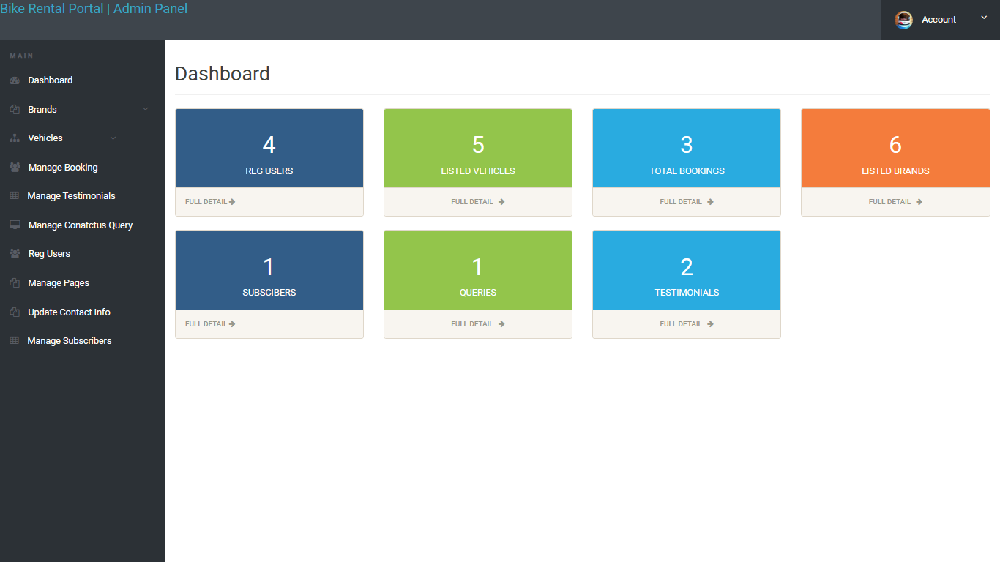 Bike Rental Portal | Admin Panel
Account
MAIN
Dashboard
Brands
Vehicles
Manage Booking
Manage Testimonials
Manage Conatctus Query
Reg Users
Manage Pages
Update Contact Info
Manage Subscribers
Dashboard
4
REG USERS
FULL DETAIL
5
LISTED VEHICLES
FULL DETAIL
3
TOTAL BOOKINGS
FULL DETAIL
6
LISTED BRANDS
FULL DETAIL
1
SUBSCIBERS
FULL DETAIL
1
QUERIES
FULL DETAIL
2
TESTIMONIALS
FULL DETAIL